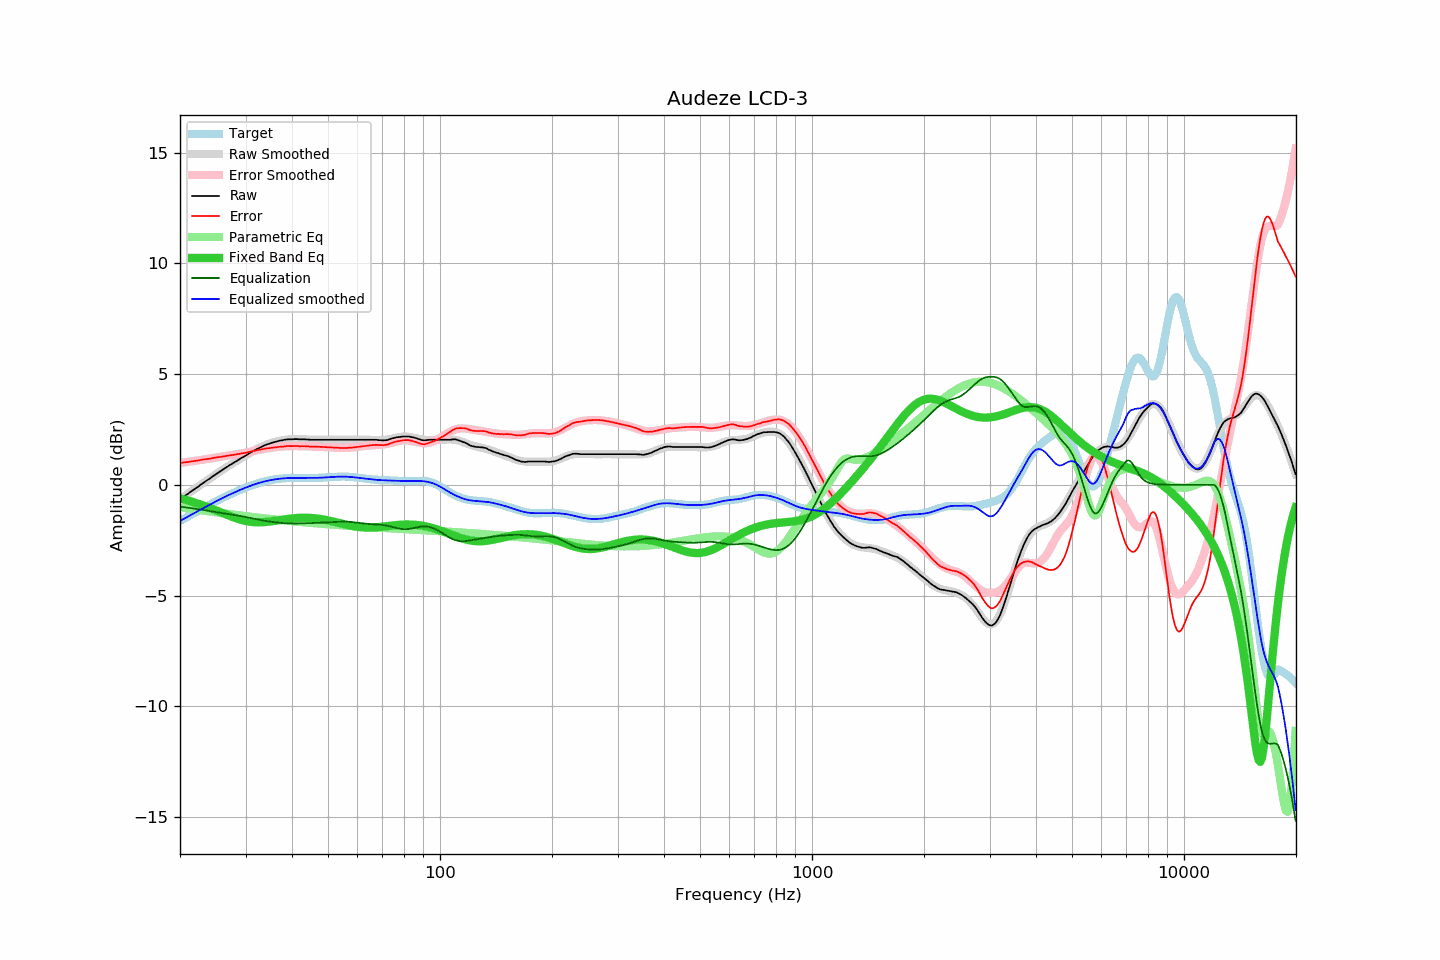 Audeze LCD-3
Target
Raw Smoothed
Error Smoothed
Raw
Error
Parametric Eq
Fixed Band Eq
Equalization
Equalized smoothed
15
10
5
0
−5
−10
−15
Amplitude (dBr)
100
1000
10000
Frequency (Hz)